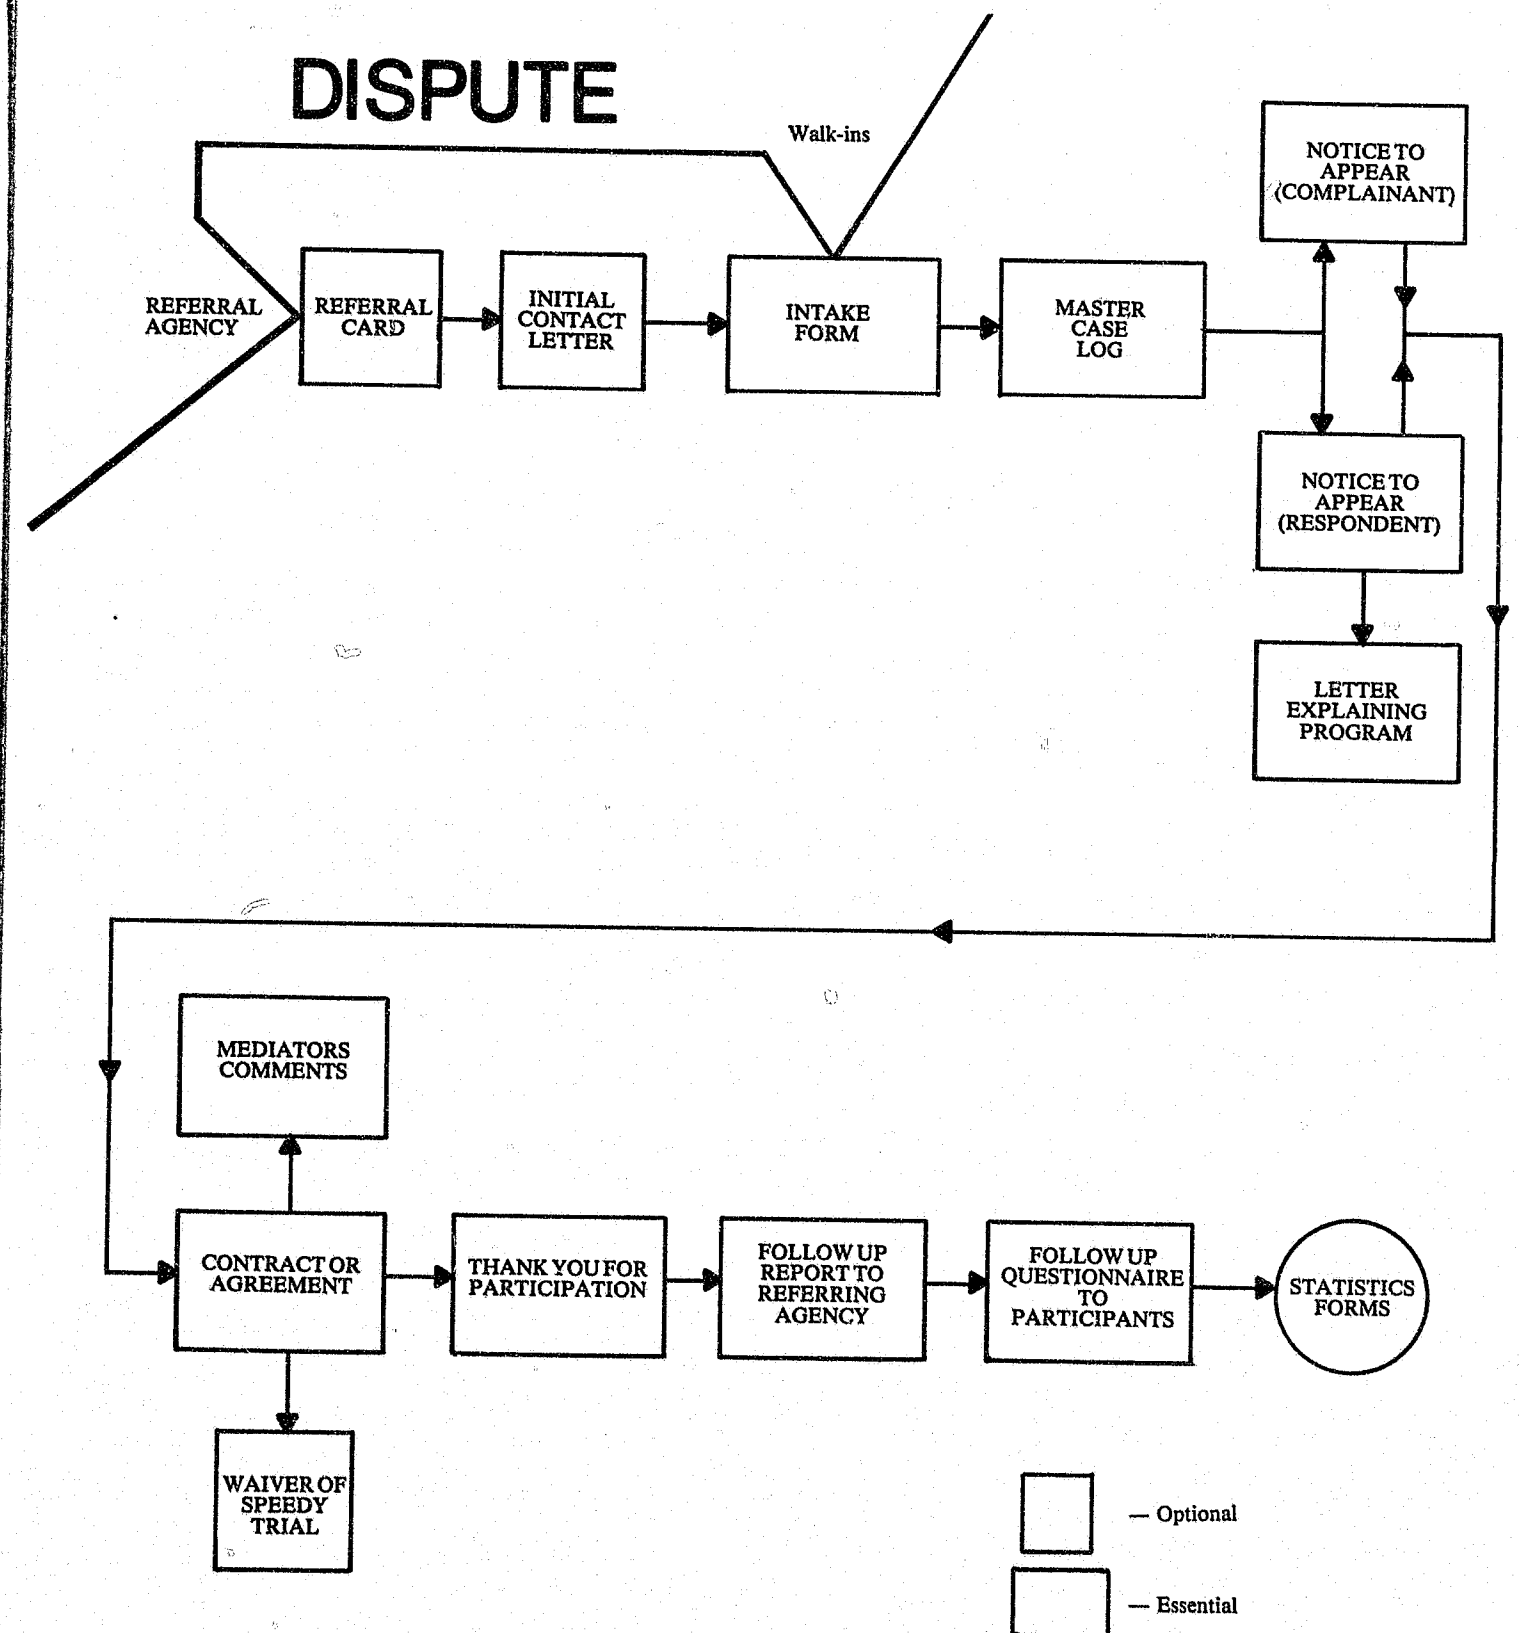 DISPUTE
Walk-ins
REFERRAL
AGENCY
REFERRAL
CARD
INITIAL
CONTACT
LETTER
INTAKE
FORM
MASTER
CASE
LOG
NOTICE TO
APPEAR
(COMPLAINANT)
NOTICE TO
APPEAR
(RESPONDENT)
LETTER
EXPLAINING
PROGRAM
MEDIATORS
COMMENTS
CONTRACT OR
AGREEMENT
THANK YOU FOR
PARTICIPATION
FOLLOW UP
REPORT TO
REFERRING
AGENCY
FOLLOW UP
QUESTIONNAIRE
TO
PARTICIPANTS
STATISTICS
FORMS
WAIVER OF
SPEEDY
TRIAL
— Optional
— Essential